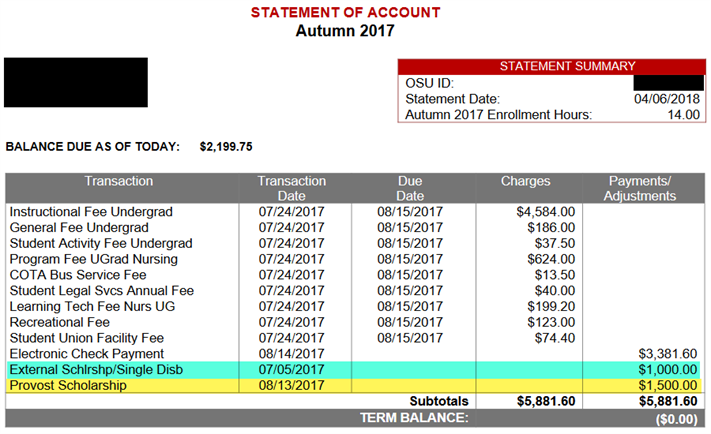 STATEMENT OF ACCOUNT
Autumn 2017
STATEMENT SUMMARY
OSU ID:
Statement Date: 04/06/2018
Autumn 2017 Enrollment Hours: 14.00
BALANCE DUE AS OF TODAY: $2,199.75
Transaction Transaction Date Due Date Charges Payments/ Adjustments
Instructional Fee Undergrad 07/24/2017 08/15/2017 $4,584.00
General Fee Undergrad 07/24/2017 08/15/2017 $186.00
Student Activity Fee Undergrad 07/24/2017 08/15/2017 $37.50
Program Fee UGrad Nursing 07/24/2017 08/15/2017 $624.00
COTA Bus Service Fee 07/24/2017 08/15/2017 $13.50
Student Legal Svcs Annual Fee 07/24/2017 08/15/2017 $40.00
Learning Tech Fee Nurs UG 07/24/2017 08/15/2017 $199.20
Recreational Fee 07/24/2017 08/15/2017 $123.00
Student Union Facility Fee 07/24/2017 08/15/2017 $74.40
Electronic Check Payment 08/14/2017 $3,381.60
External Schlrshp/Single Disb 07/05/2017 $1,000.00
Provost Scholarship 08/13/2017 $1,500.00
Subtotals $5,881.60 $5,881.60
TERM BALANCE: ($0.00)